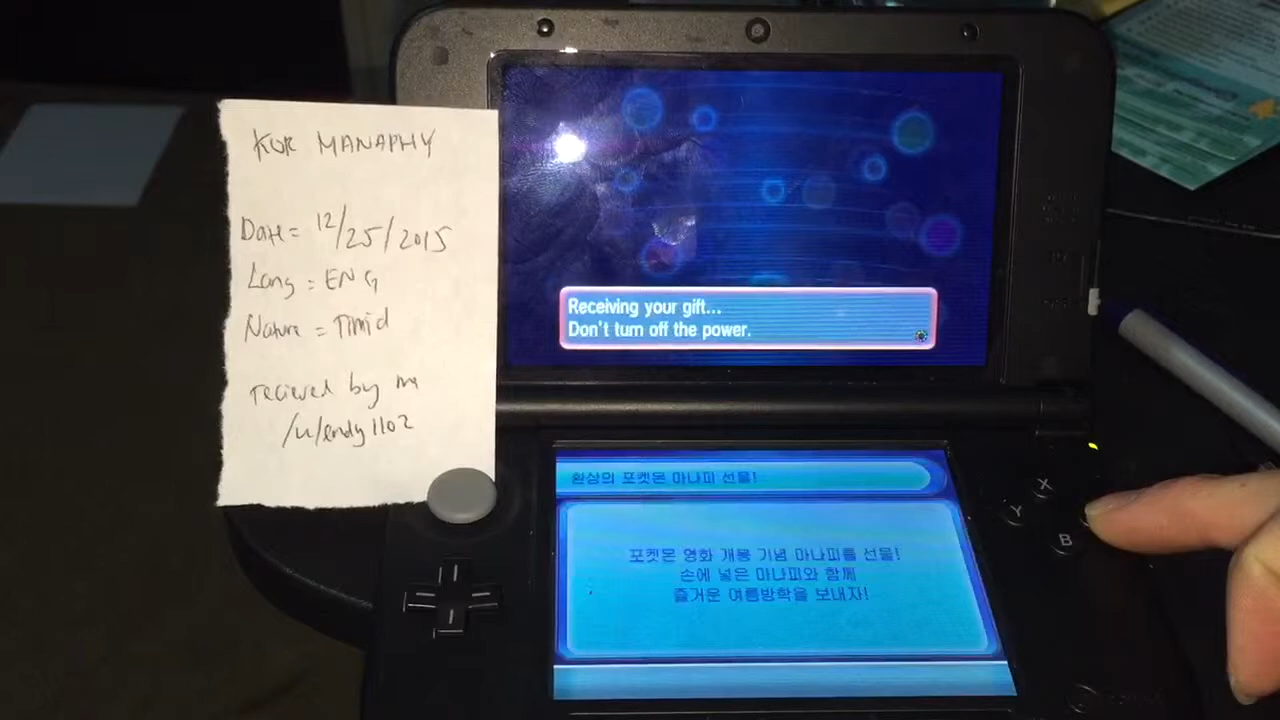 KOR MANAPHY
Date = 12/25/2015
Lang = ENG
Nature = Timid
recieved by me
/u/endy1102
Receiving your gift...
Don't turn off the power.
환상의 포켓몬 마나피 선물!
포켓몬 영화 개봉 기념 마나피를 선물!
손에 넣은 마나피와 함께
즐거운 여름방학을 보내자!
X
Y
B